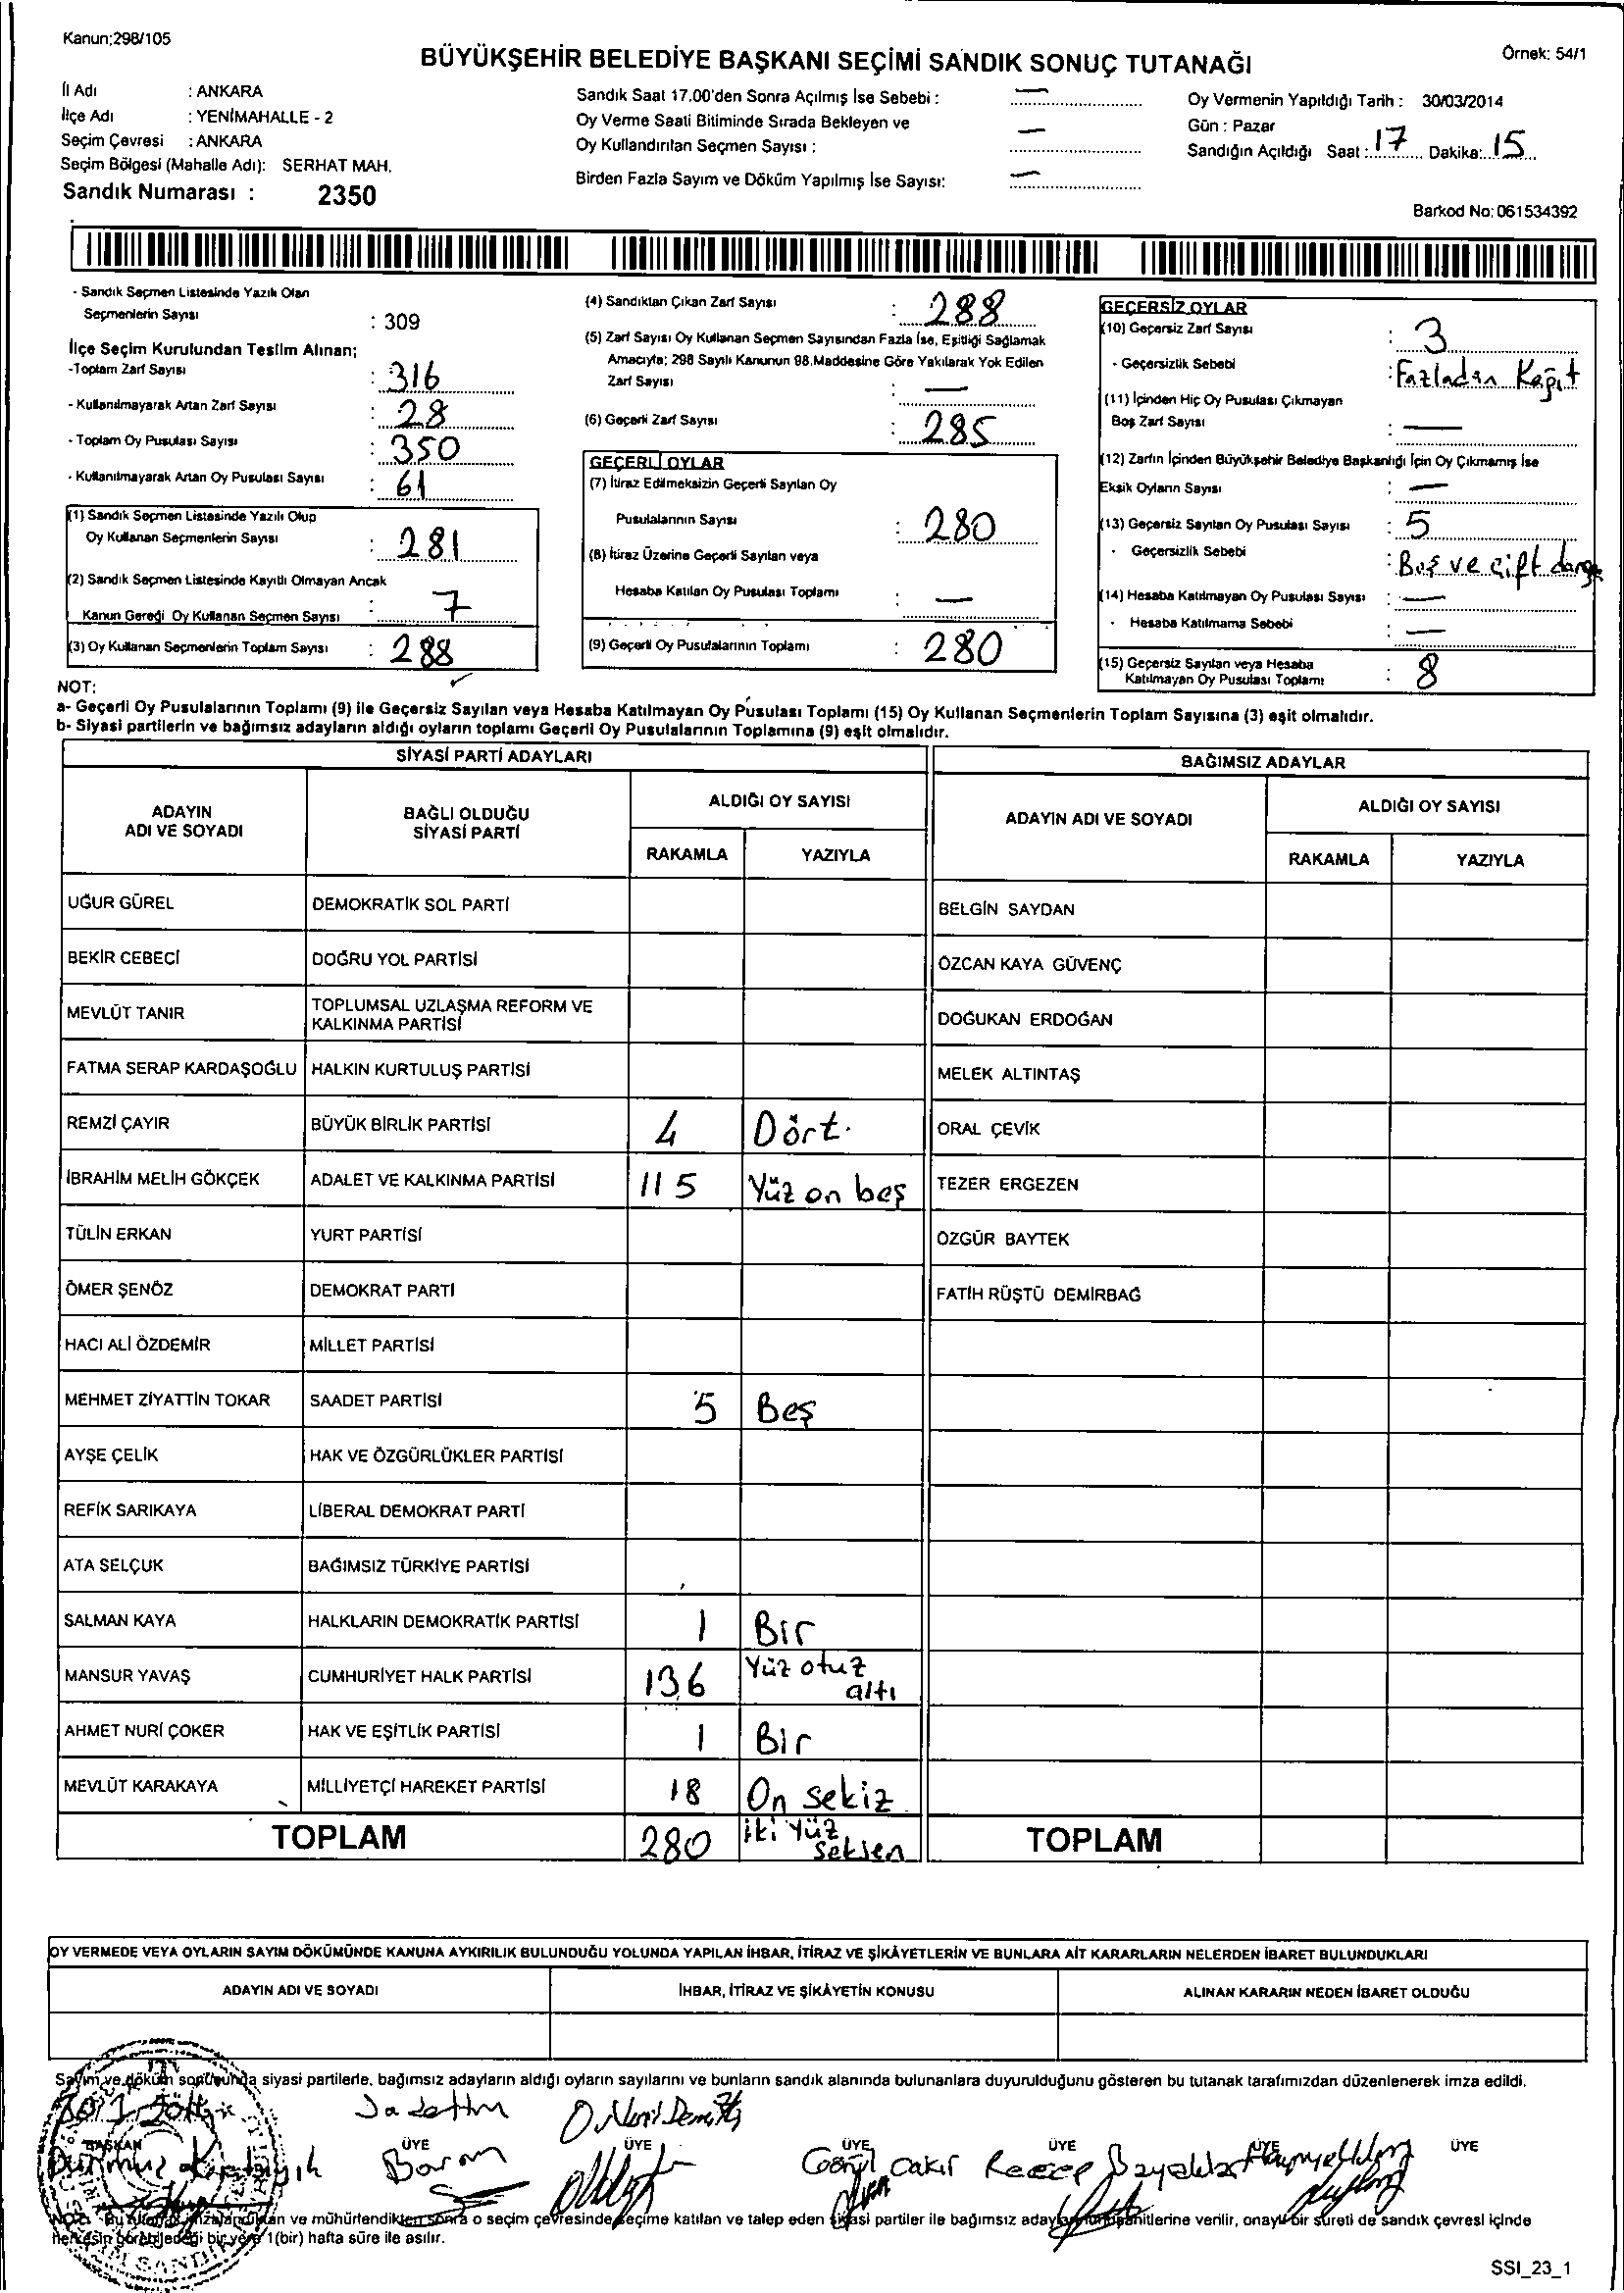 Kanun;298/105
Örnek: 54/1
BÜYÜKŞEHİR BELEDİYE BAŞKANI SEÇİMİ SANDIK SONUÇ TUTANAĞI
İl Adı : ANKARA
İlçe Adı : YENİMAHALLE - 2
Seçim Çevresi : ANKARA
Seçim Bölgesi (Mahalle Adı): SERHAT MAH.
Sandık Numarası : 2350
Sandık Saat 17.00'den Sonra Açılmış İse Sebebi : —
Oy Verme Saati Bitiminde Sırada Bekleyen ve
Oy Kullandırılan Seçmen Sayısı : —
Birden Fazla Sayım ve Döküm Yapılmış İse Sayısı: —
Oy Vermenin Yapıldığı Tarih : 30/03/2014
Gün : Pazar
Sandığın Açıldığı Saat : 17 Dakika: 15
Barkod No: 061534392
- Sandık Seçmen Listesinde Yazılı Olan
Seçmenlerin Sayısı : 309
İlçe Seçim Kurulundan Teslim Alınan;
-Toplam Zarf Sayısı : 316
- Kullanılmayarak Artan Zarf Sayısı : 28
- Toplam Oy Pusulası Sayısı : 350
- Kullanılmayarak Artan Oy Pusulası Sayısı : 61
(1) Sandık Seçmen Listesinde Yazılı Olup
Oy Kullanan Seçmenlerin Sayısı : 281
(2) Sandık Seçmen Listesinde Kayıtlı Olmayan Ancak
Kanun Gereği Oy Kullanan Seçmen Sayısı : 7
(3) Oy Kullanan Seçmenlerin Toplam Sayısı : 288
(4) Sandıktan Çıkan Zarf Sayısı : 288
(5) Zarf Sayısı Oy Kullanan Seçmen Sayısından Fazla İse, Eşitliği Sağlamak
Amacıyla; 298 Sayılı Kanunun 98.Maddesine Göre Yakılarak Yok Edilen
Zarf Sayısı : —
(6) Geçerli Zarf Sayısı : 285
GEÇERLİ OYLAR
(7) İtiraz Edilmeksizin Geçerli Sayılan Oy
Pusulalarının Sayısı : 280
(8) İtiraz Üzerine Geçerli Sayılan veya
Hesaba Katılan Oy Pusulası Toplamı : —
(9) Geçerli Oy Pusulalarının Toplamı : 280
GEÇERSİZ OYLAR
(10) Geçersiz Zarf Sayısı : 3
- Geçersizlik Sebebi : Fazladan Kağıt
(11) İçinden Hiç Oy Pusulası Çıkmayan
Boş Zarf Sayısı : —
(12) Zarfın İçinden Büyükşehir Belediye Başkanlığı İçin Oy Çıkmamış İse
Eksik Oyların Sayısı : —
(13) Geçersiz Sayılan Oy Pusulası Sayısı : 5
- Geçersizlik Sebebi : Boş ve çift damga
(14) Hesaba Katılmayan Oy Pusulası Sayısı : —
- Hesaba Katılmama Sebebi : —
(15) Geçersiz Sayılan veya Hesaba
Katılmayan Oy Pusulası Toplamı : 8
NOT:
a- Geçerli Oy Pusulalarının Toplamı (9) ile Geçersiz Sayılan veya Hesaba Katılmayan Oy Pusulası Toplamı (15) Oy Kullanan Seçmenlerin Toplam Sayısına (3) eşit olmalıdır.
b- Siyasi partilerin ve bağımsız adayların aldığı oyların toplamı Geçerli Oy Pusulalarının Toplamına (9) eşit olmalıdır.
SİYASİ PARTİ ADAYLARI
BAĞIMSIZ ADAYLAR
ADAYIN
ADI VE SOYADI
BAĞLI OLDUĞU
SİYASİ PARTİ
ALDIĞI OY SAYISI
RAKAMLA YAZIYLA
ADAYIN ADI VE SOYADI
ALDIĞI OY SAYISI
RAKAMLA YAZIYLA
UĞUR GÜREL DEMOKRATİK SOL PARTİ BELGİN SAYDAN
BEKİR CEBECİ DOĞRU YOL PARTİSİ ÖZCAN KAYA GÜVENÇ
MEVLÜT TANIR TOPLUMSAL UZLAŞMA REFORM VE
KALKINMA PARTİSİ DOĞUKAN ERDOĞAN
FATMA SERAP KARDAŞOĞLU HALKIN KURTULUŞ PARTİSİ MELEK ALTINTAŞ
REMZİ ÇAYIR BÜYÜK BİRLİK PARTİSİ 4 Dört. ORAL ÇEVİK
İBRAHİM MELİH GÖKÇEK ADALET VE KALKINMA PARTİSİ 115 Yüz on beş TEZER ERGEZEN
TÜLİN ERKAN YURT PARTİSİ ÖZGÜR BAYTEK
ÖMER ŞENÖZ DEMOKRAT PARTİ FATİH RÜŞTÜ DEMİRBAĞ
HACI ALİ ÖZDEMİR MİLLET PARTİSİ
MEHMET ZİYATTİN TOKAR SAADET PARTİSİ 5 Beş
AYŞE ÇELİK HAK VE ÖZGÜRLÜKLER PARTİSİ
REFİK SARIKAYA LİBERAL DEMOKRAT PARTİ
ATA SELÇUK BAĞIMSIZ TÜRKİYE PARTİSİ
SALMAN KAYA HALKLARIN DEMOKRATİK PARTİSİ 1 Bir
MANSUR YAVAŞ CUMHURİYET HALK PARTİSİ 136 Yüz otuz
altı
AHMET NURİ ÇOKER HAK VE EŞİTLİK PARTİSİ 1 Bir
MEVLÜT KARAKAYA MİLLİYETÇİ HAREKET PARTİSİ 18 On sekiz
TOPLAM 280 iki Yüz
seksen TOPLAM
OY VERMEDE VEYA OYLARIN SAYIM DÖKÜMÜNDE KANUNA AYKIRILIK BULUNDUĞU YOLUNDA YAPILAN İHBAR, İTİRAZ VE ŞİKÂYETLERİN VE BUNLARA AİT KARARLARIN NELERDEN İBARET BULUNDUKLARI
ADAYIN ADI VE SOYADI İHBAR, İTİRAZ VE ŞİKÂYETİN KONUSU ALINAN KARARIN NEDEN İBARET OLDUĞU
Sayım ve döküm sonucunda siyasi partilerle, bağımsız adayların aldığı oyların sayılarını ve bunların sandık alanında bulunanlara duyurulduğunu gösteren bu tutanak tarafımızdan düzenlenerek imza edildi.
BAŞKAN ÜYE ÜYE ÜYE ÜYE ÜYE ÜYE
Durmuz Baran Gönül Cakır Recep
ve mühürlendikten sonra o seçim çevresinde seçime katılan ve talep eden siyasi partiler ile bağımsız aday verilir, onaylı bir sureti de sandık çevresi içinde
herkesin görebileceği bir yere 1(bir) hafta süre ile asılır.
SSI_23_1